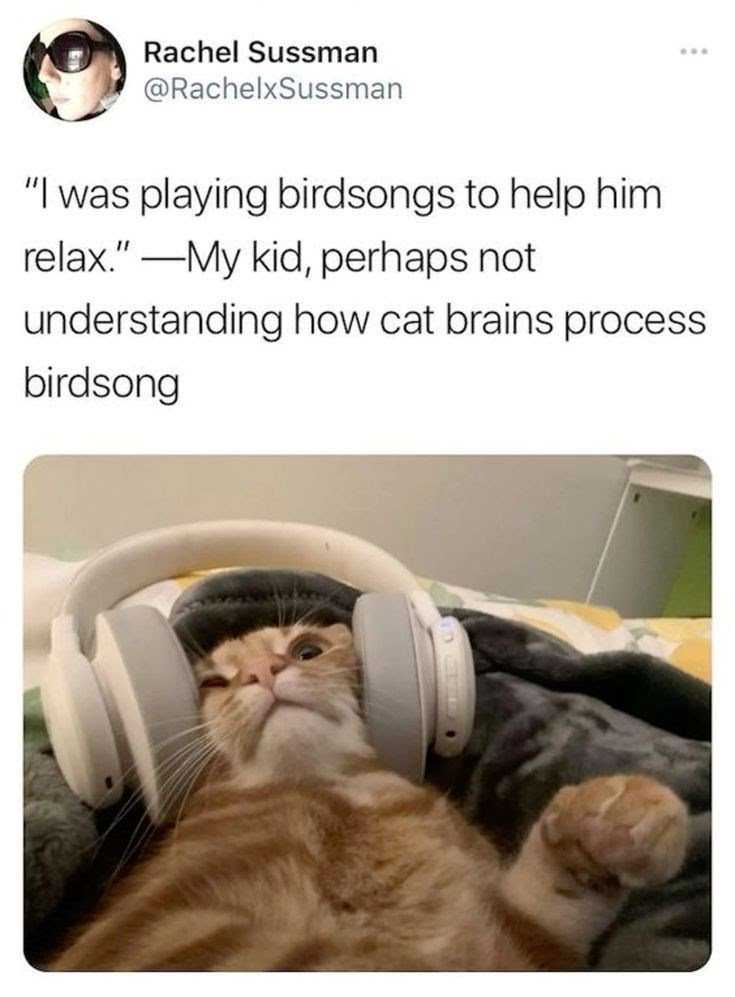 Rachel Sussman
@RachelxSussman
"I was playing birdsongs to help him
relax." —My kid, perhaps not
understanding how cat brains process
birdsong